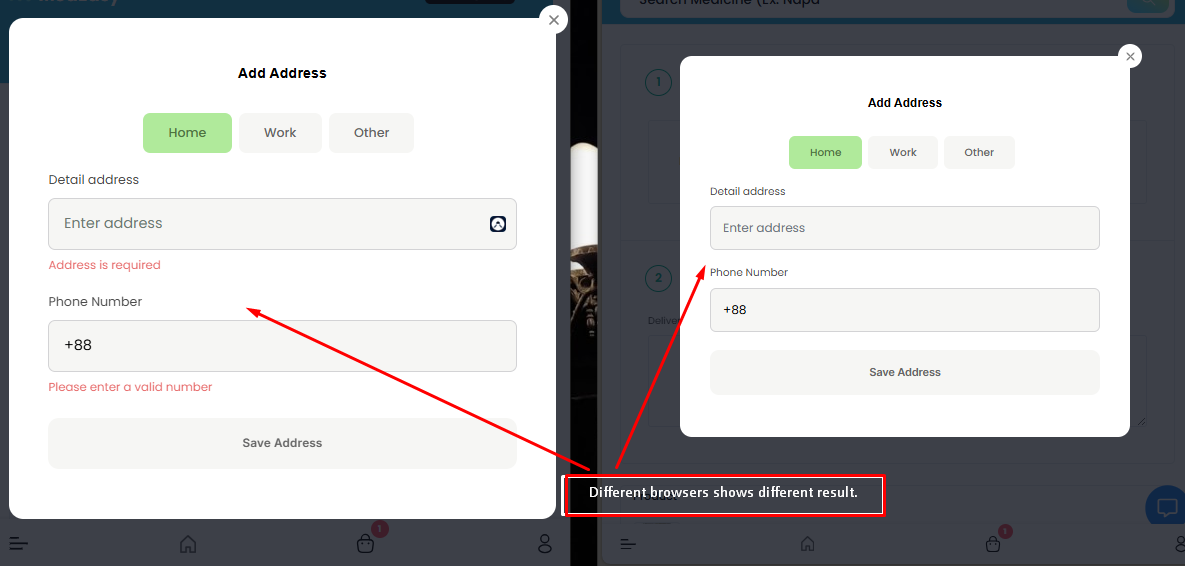 Add Address
Home Work Other
Detail address
Enter address
Address is required
Phone Number
+88
Please enter a valid number
Save Address
1
Search Medicine (Ex: Napa
1
Add Address
Home Work Other
Detail address
Enter address
2
Phone Number
+88
Save Address
1
Different browsers shows different result.